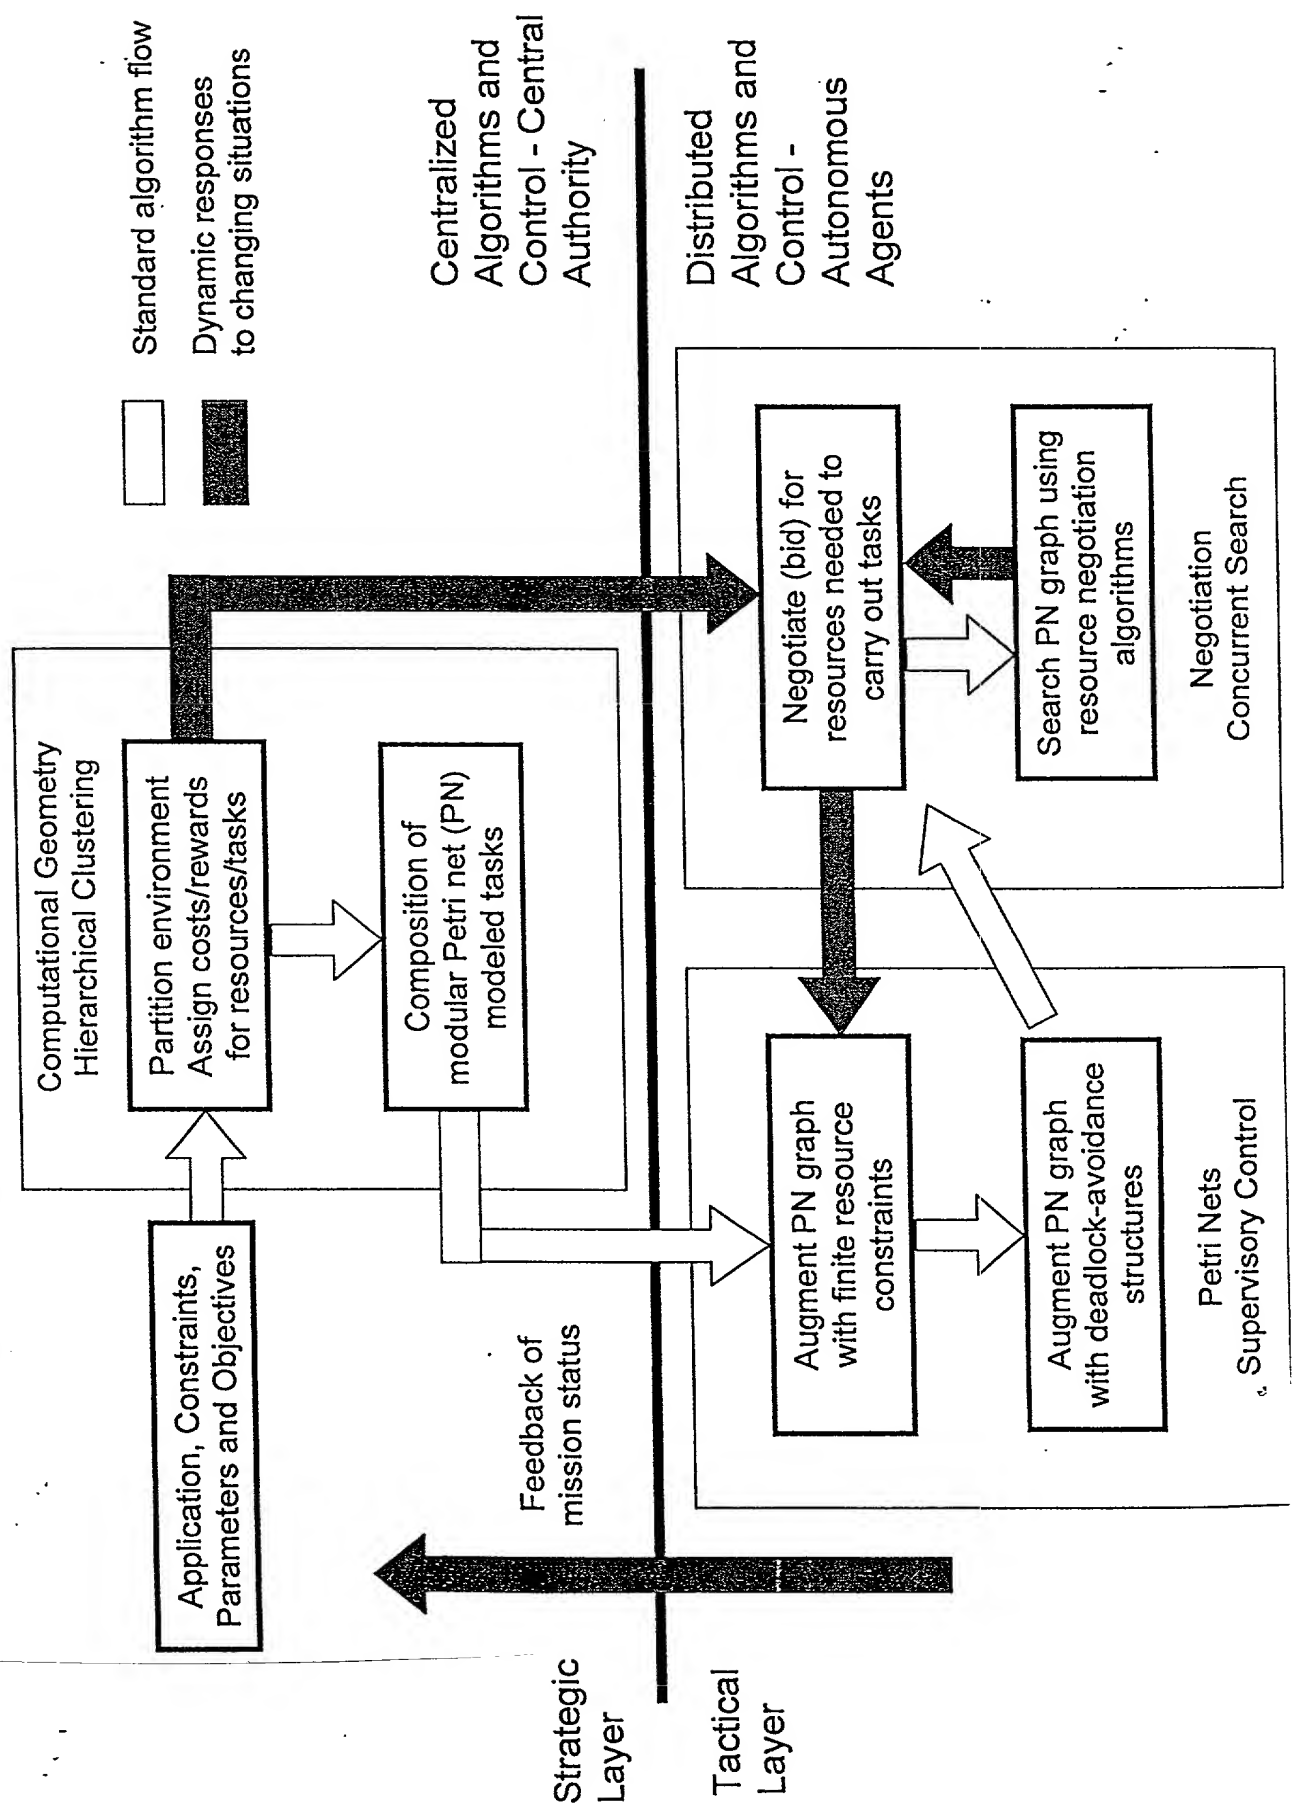 Standard algorithm flow
Dynamic responses
to changing situations
Computational Geometry
Hierarchical Clustering
Application, Constraints,
Parameters and Objectives
Partition environment
Assign costs/rewards
for resources/tasks
Composition of
modular Petri net (PN)
modeled tasks
Centralized
Algorithms and
Control - Central
Authority
Feedback of
mission status
Strategic
Layer
Tactical
Layer
Distributed
Algorithms and
Control -
Autonomous
Agents
Augment PN graph
with finite resource
constraints
Augment PN graph
with deadlock-avoidance
structures
Petri Nets
Supervisory Control
Negotiate (bid) for
resources needed to
carry out tasks
Search PN graph using
resource negotiation
algorithms
Negotiation
Concurrent Search